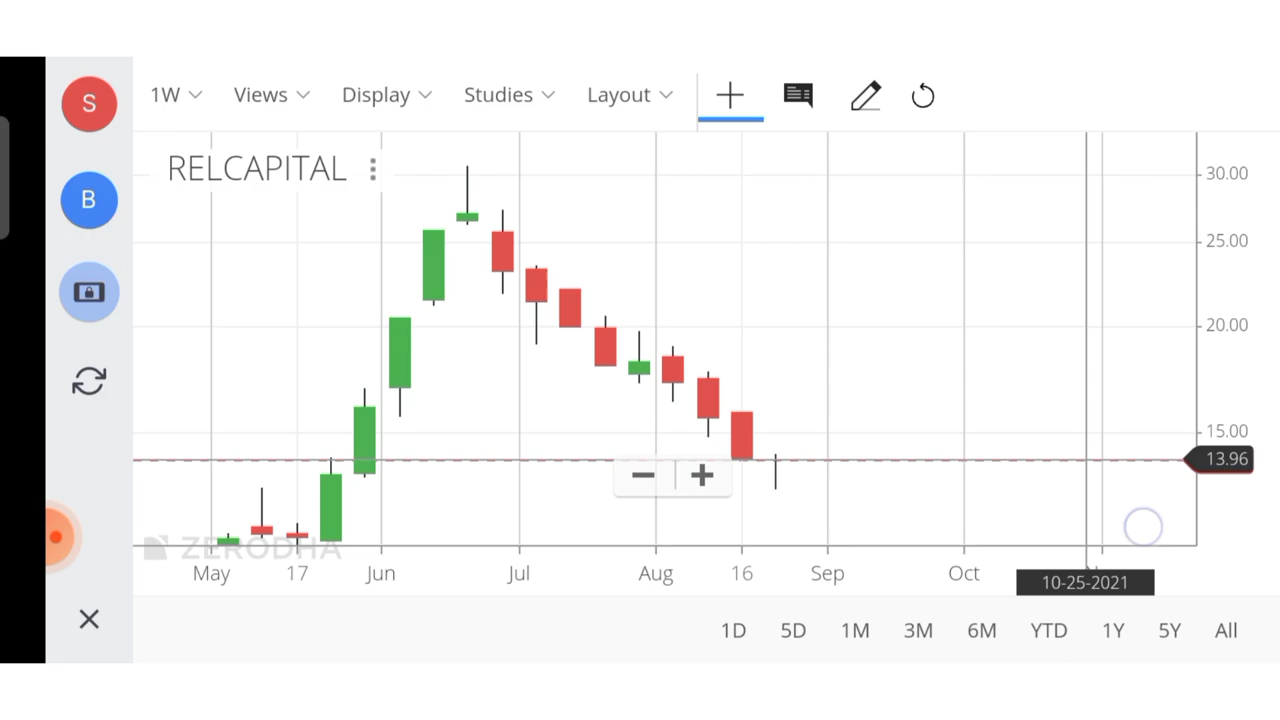 S
1W Views Display Studies Layout
B
RELCAPITAL
30.00
25.00
20.00
15.00
13.96
ZERODHA
May 17 Jun Jul Aug 16 Sep Oct
10-25-2021
1D 5D 1M 3M 6M YTD 1Y 5Y All